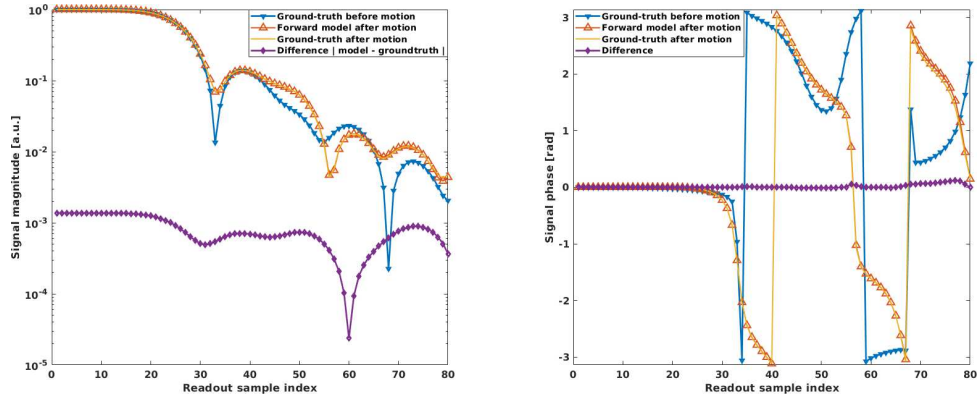 Signal magnitude [a.u.]
10^0
10^-1
10^-2
10^-3
10^-4
10^-5
Ground-truth before motion
Forward model after motion
Ground-truth after motion
Difference | model - groundtruth |
0 10 20 30 40 50 60 70 80
Readout sample index
Signal phase [rad]
3
2
1
0
-1
-2
-3
Ground-truth before motion
Forward model after motion
Ground-truth after motion
Difference
0 10 20 30 40 50 60 70 80
Readout sample index